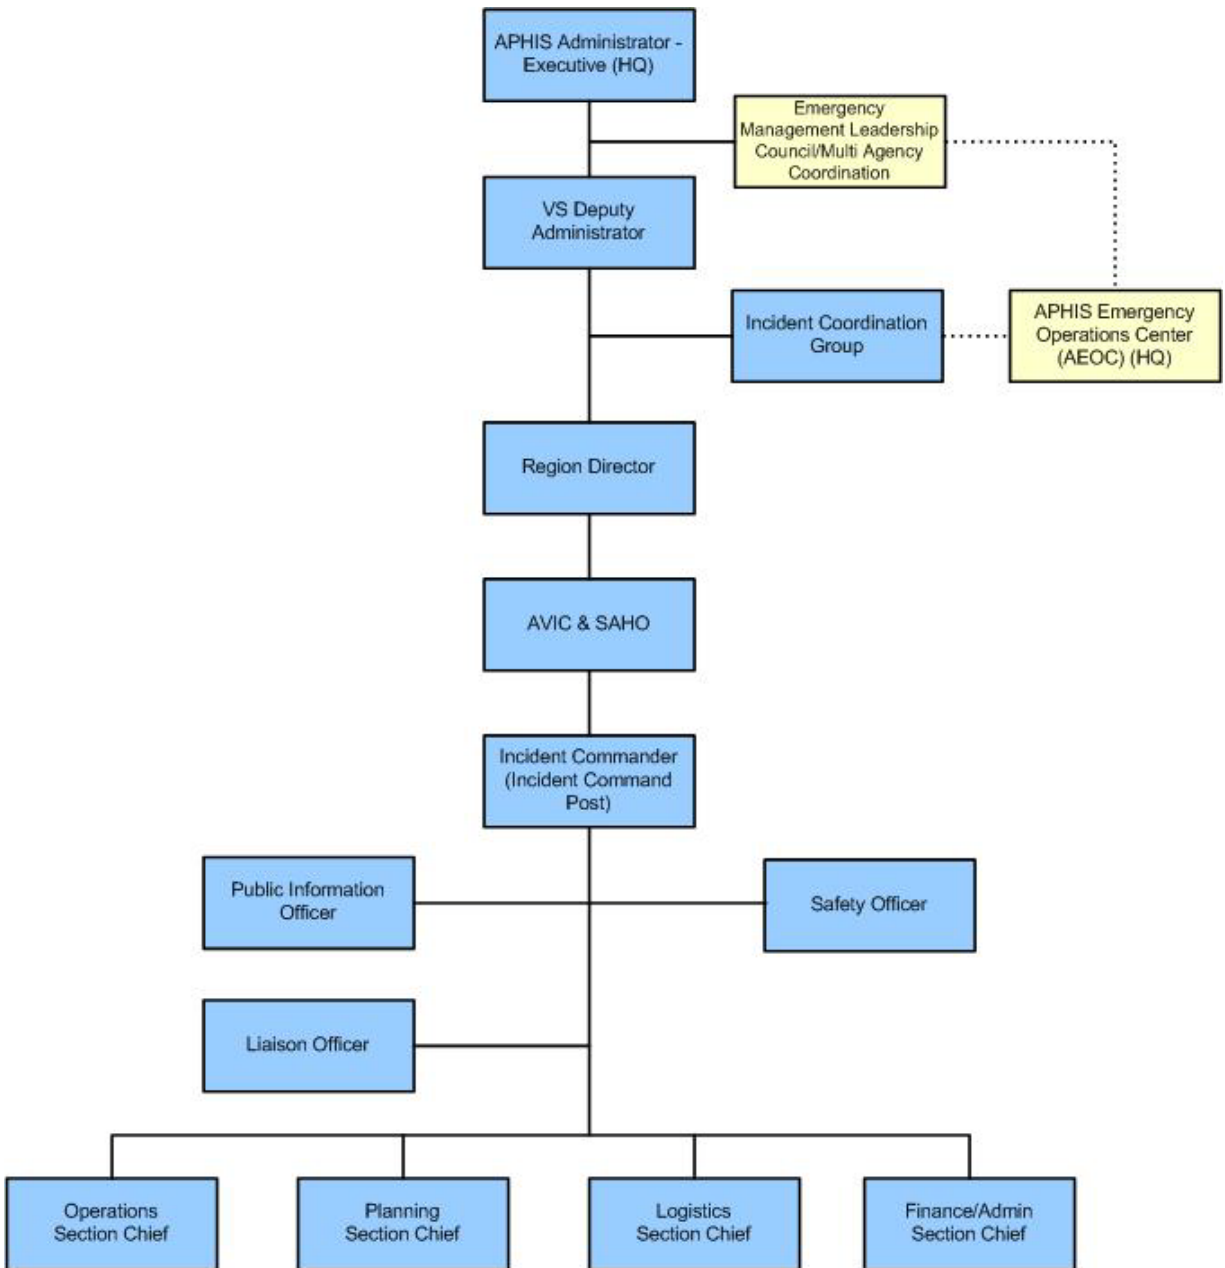 APHIS Administrator -
Executive (HQ)
Emergency
Management Leadership
Council/Multi Agency
Coordination
VS Deputy
Administrator
Incident Coordination
Group
APHIS Emergency
Operations Center
(AEOC) (HQ)
Region Director
AVIC & SAHO
Incident Commander
(Incident Command
Post)
Public Information
Officer
Safety Officer
Liaison Officer
Operations
Section Chief
Planning
Section Chief
Logistics
Section Chief
Finance/Admin
Section Chief